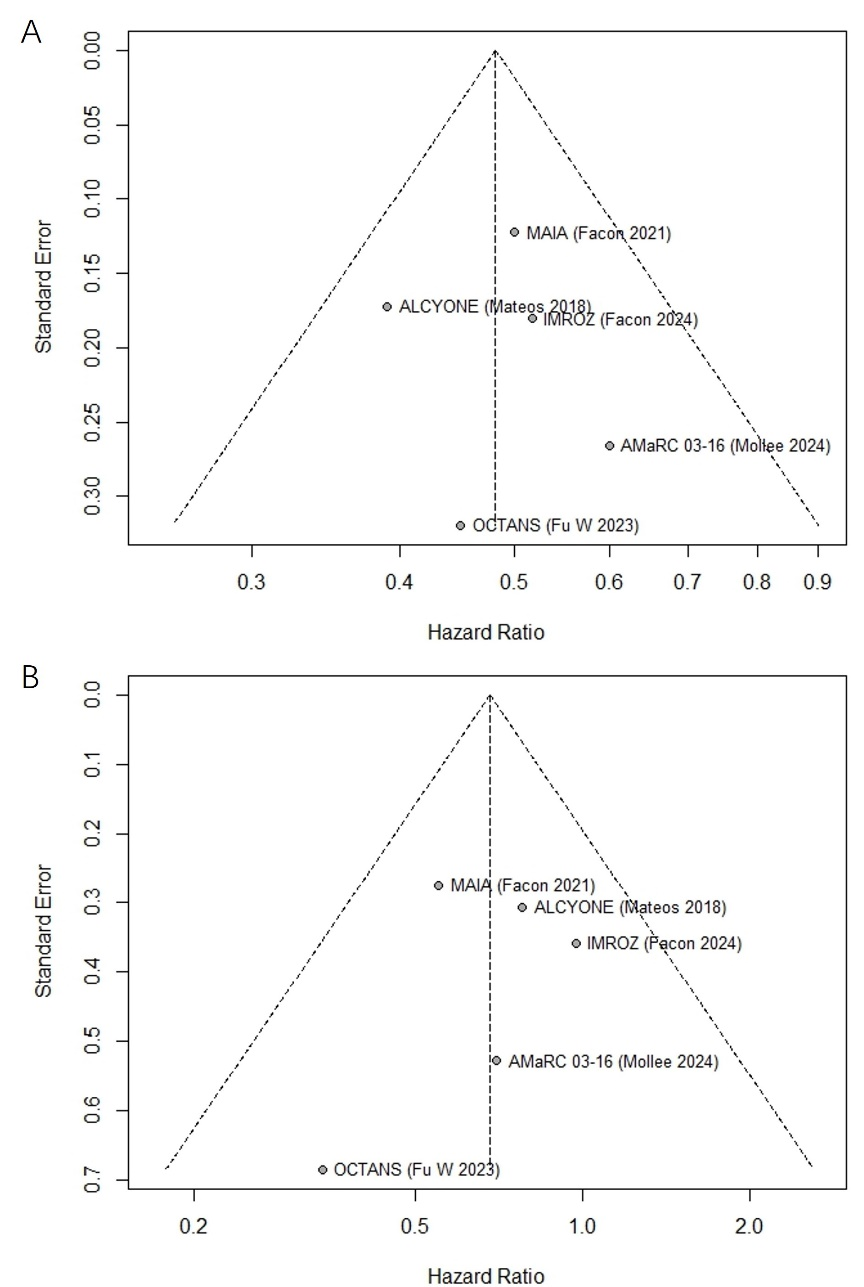 A
0.00
0.05
0.10
0.15
0.20
0.25
0.30
Standard Error
MAIA (Facon 2021)
ALCYONE (Mateos 2018)
IMROZ (Facon 2024)
AMaRC 03-16 (Mollee 2024)
OCTANS (Fu W 2023)
0.3 0.4 0.5 0.6 0.7 0.8 0.9
Hazard Ratio
B
0.0
0.1
0.2
0.3
0.4
0.5
0.6
0.7
Standard Error
MAIA (Facon 2021)
ALCYONE (Mateos 2018)
IMROZ (Facon 2024)
AMaRC 03-16 (Mollee 2024)
OCTANS (Fu W 2023)
0.2 0.5 1.0 2.0
Hazard Ratio